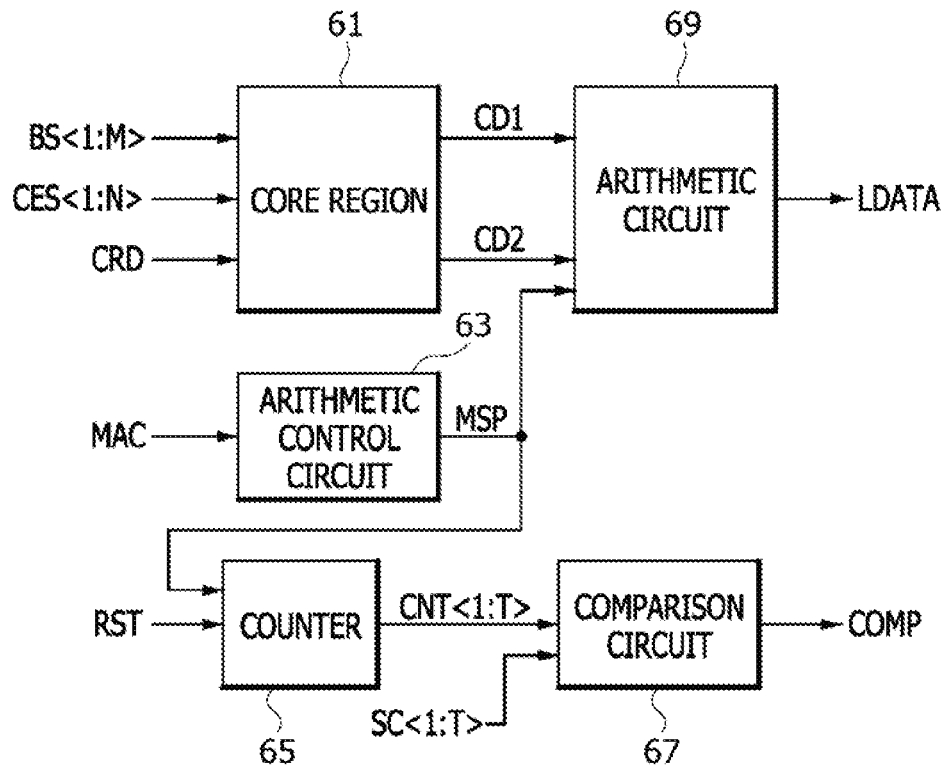 61
69
BS<1:M>
CES<1:N>
CRD
CORE REGION
CD1
CD2
ARITHMETIC
CIRCUIT
LDATA
63
MAC
ARITHMETIC
CONTROL
CIRCUIT
MSP
RST
COUNTER
CNT<1:T>
COMPARISON
CIRCUIT
COMP
SC<1:T>
65
67